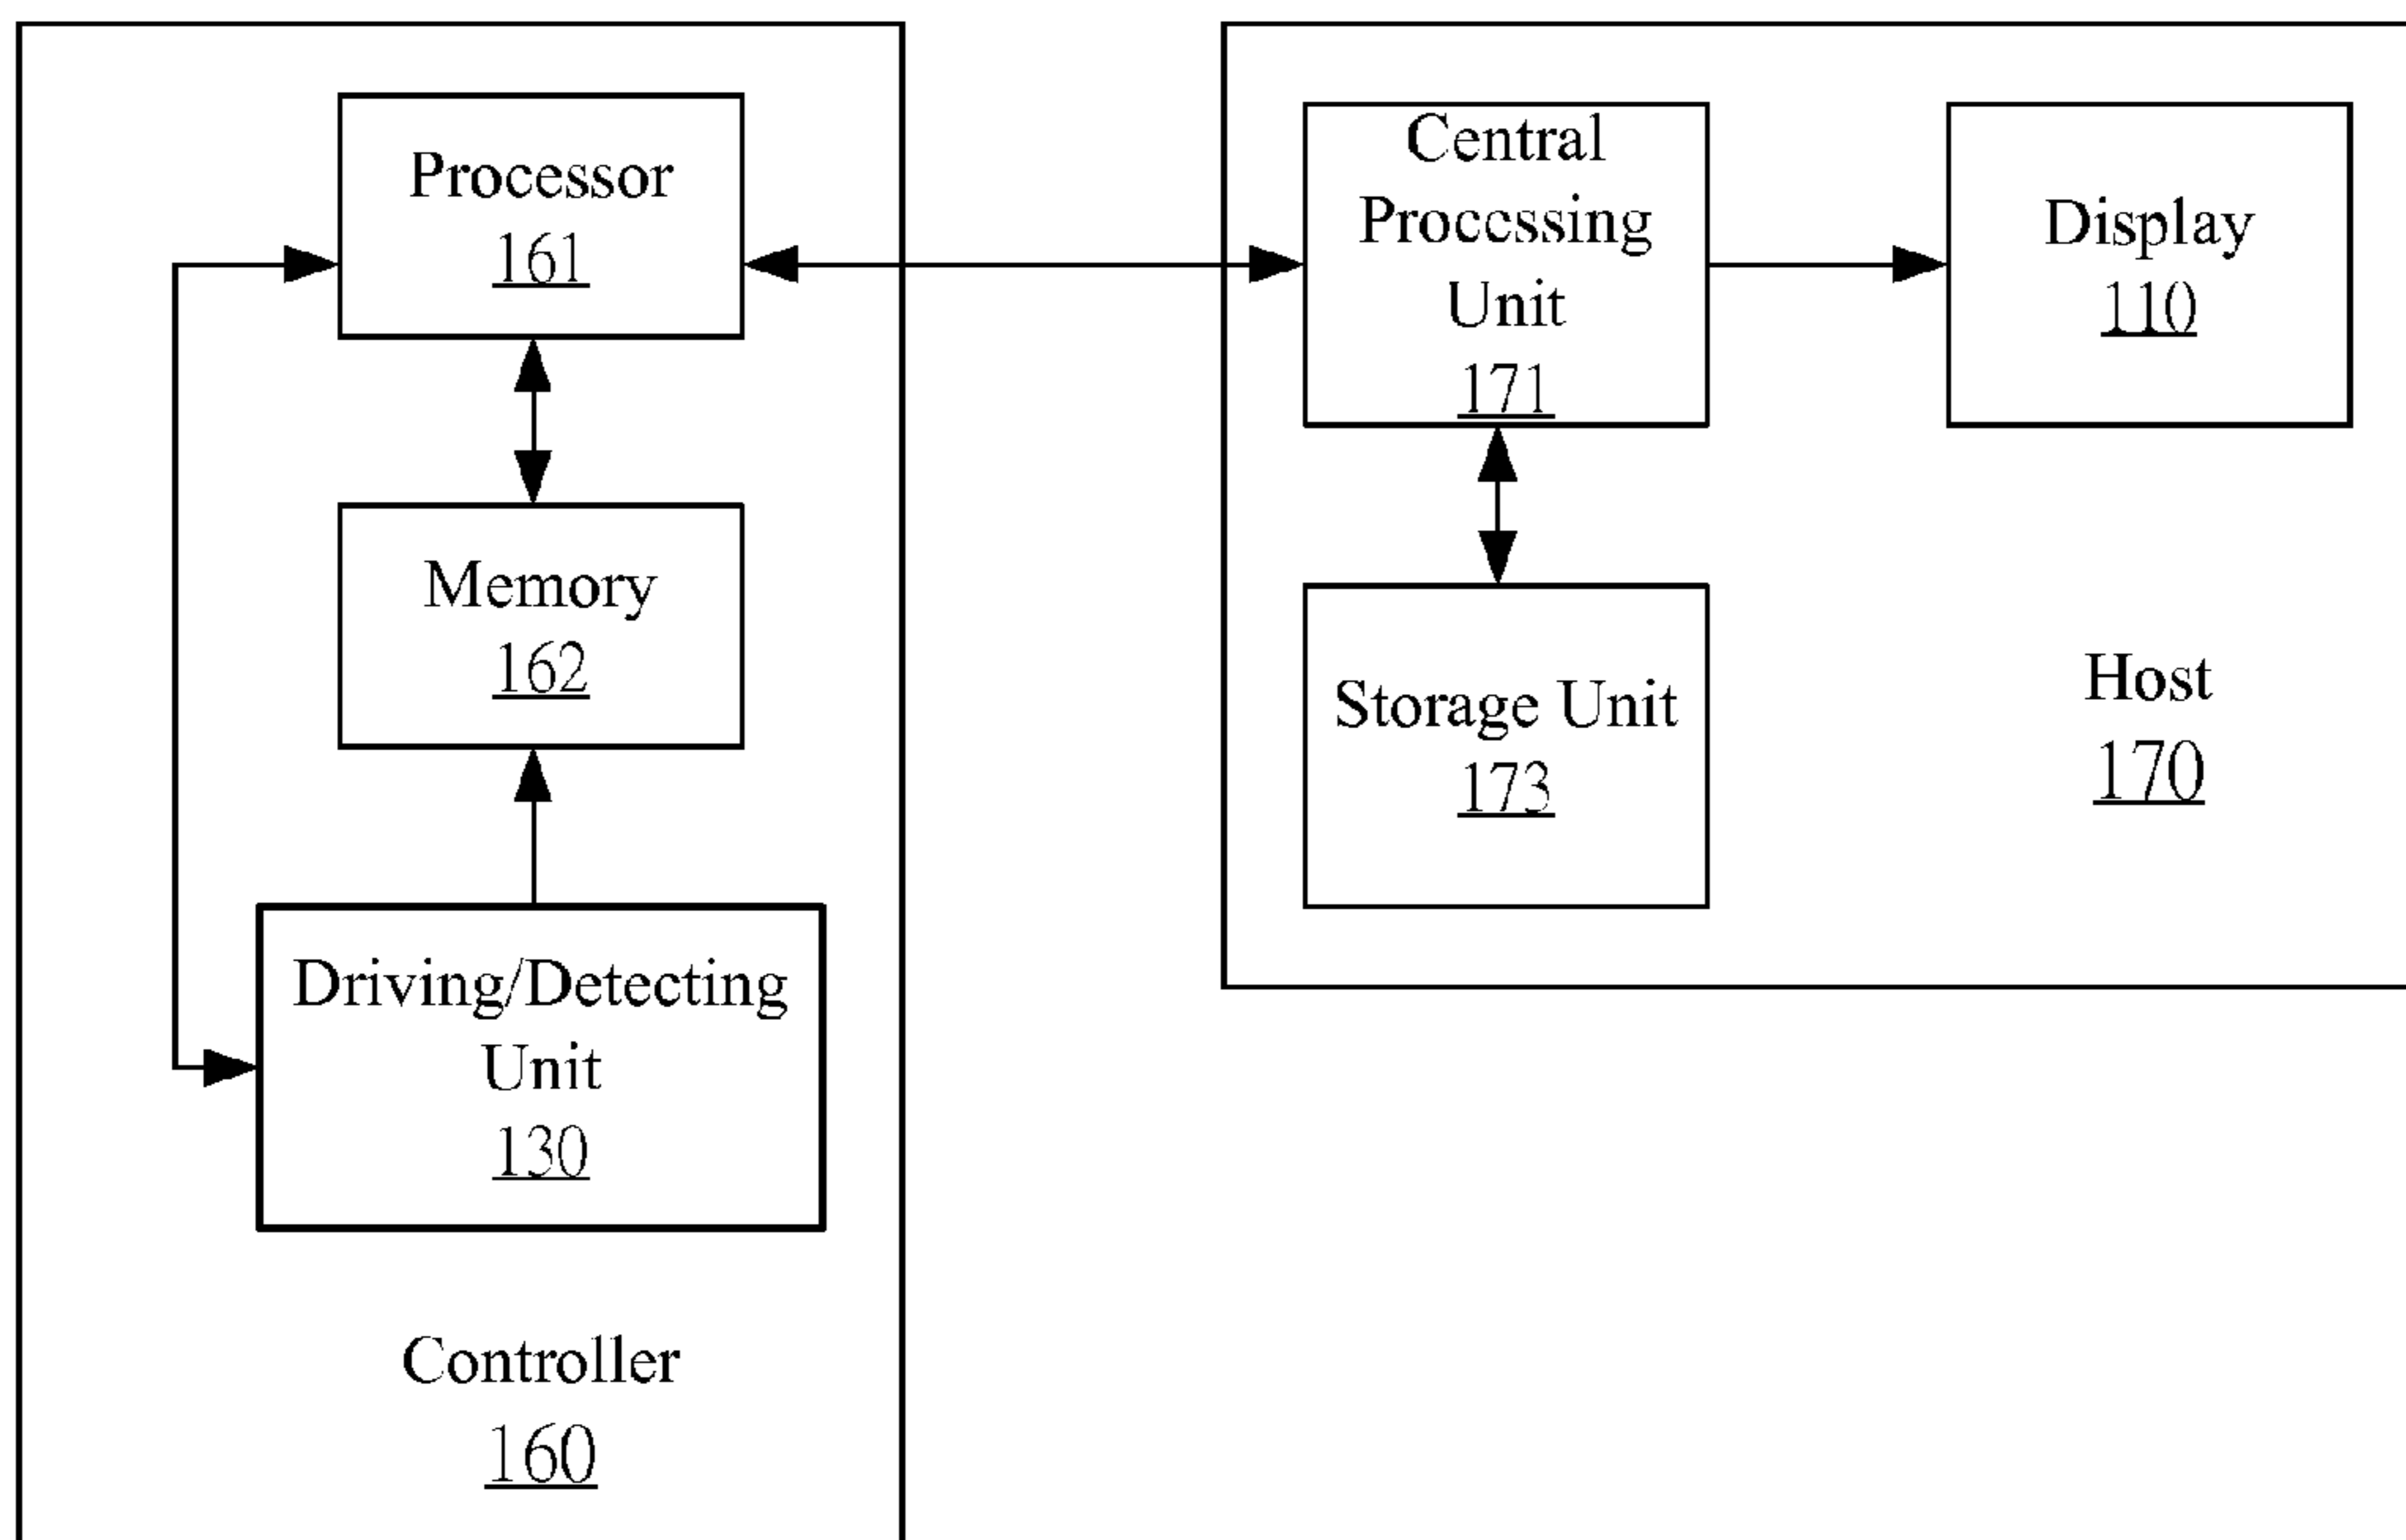 Processor
161
Memory
162
Driving/Detecting
Unit
130
Controller
160
Central
Processing
Unit
171
Display
110
Storage Unit
173
Host
170